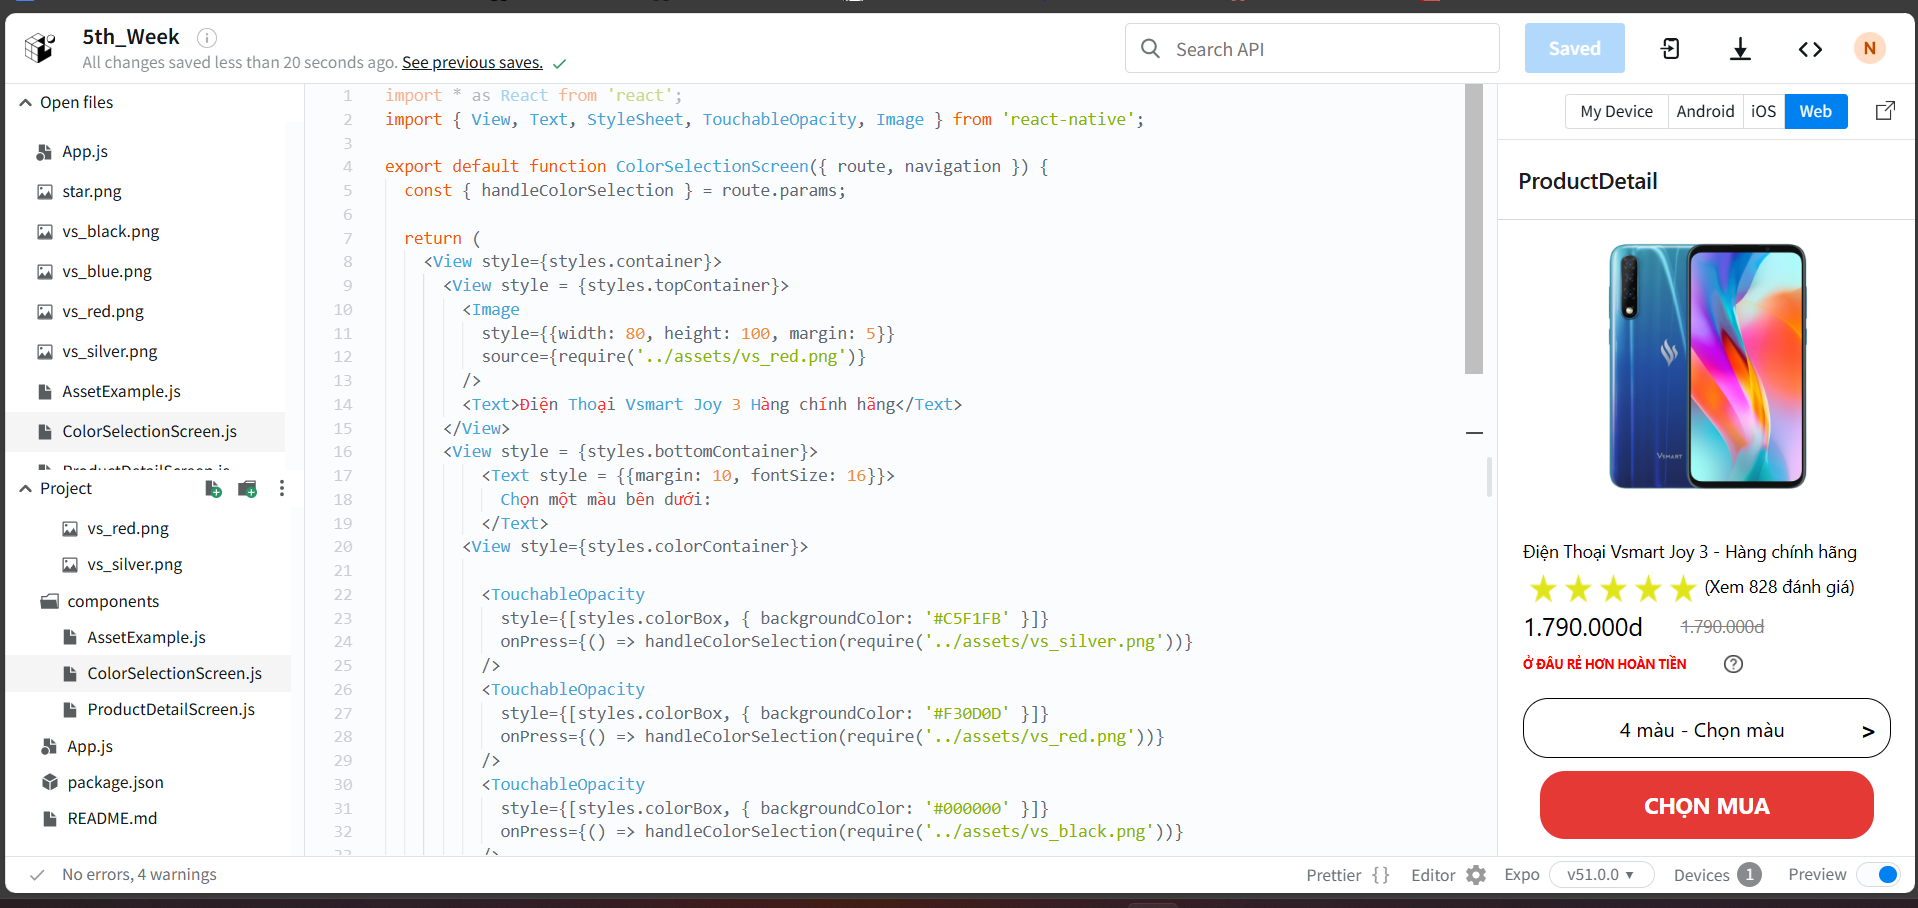 5th_Week
All changes saved less than 20 seconds ago. See previous saves.
Search API
Saved
N
Open files
App.js
star.png
vs_black.png
vs_blue.png
vs_red.png
vs_silver.png
AssetExample.js
ColorSelectionScreen.js
ProductDetailScreen.js
Project
vs_red.png
vs_silver.png
components
AssetExample.js
ColorSelectionScreen.js
ProductDetailScreen.js
App.js
package.json
README.md
1 import * as React from 'react';
2 import { View, Text, StyleSheet, TouchableOpacity, Image } from 'react-native';
3
4 export default function ColorSelectionScreen({ route, navigation }) {
5 const { handleColorSelection } = route.params;
6
7 return (
8 <View style={styles.container}>
9 <View style = {styles.topContainer}>
10 <Image
11 style={{width: 80, height: 100, margin: 5}}
12 source={require('../assets/vs_red.png')}
13 />
14 <Text>Điện Thoại Vsmart Joy 3 Hàng chính hãng</Text>
15 </View>
16 <View style = {styles.bottomContainer}>
17 <Text style = {{margin: 10, fontSize: 16}}>
18 Chọn một màu bên dưới:
19 </Text>
20 <View style={styles.colorContainer}>
21
22 <TouchableOpacity
23 style={[styles.colorBox, { backgroundColor: '#C5F1FB' }]}
24 onPress={() => handleColorSelection(require('../assets/vs_silver.png'))}
25 />
26 <TouchableOpacity
27 style={[styles.colorBox, { backgroundColor: '#F30D0D' }]}
28 onPress={() => handleColorSelection(require('../assets/vs_red.png'))}
29 />
30 <TouchableOpacity
31 style={[styles.colorBox, { backgroundColor: '#000000' }]}
32 onPress={() => handleColorSelection(require('../assets/vs_black.png'))}
33 />
My Device Android iOS Web
ProductDetail
VSMART
Điện Thoại Vsmart Joy 3 - Hàng chính hãng
(Xem 828 đánh giá)
1.790.000đ 1.790.000đ
Ở ĐÂU RẺ HƠN HOÀN TIỀN ?
4 màu - Chọn màu >
CHỌN MUA
No errors, 4 warnings
Prettier { } Editor Expo v51.0.0 Devices 1 Preview